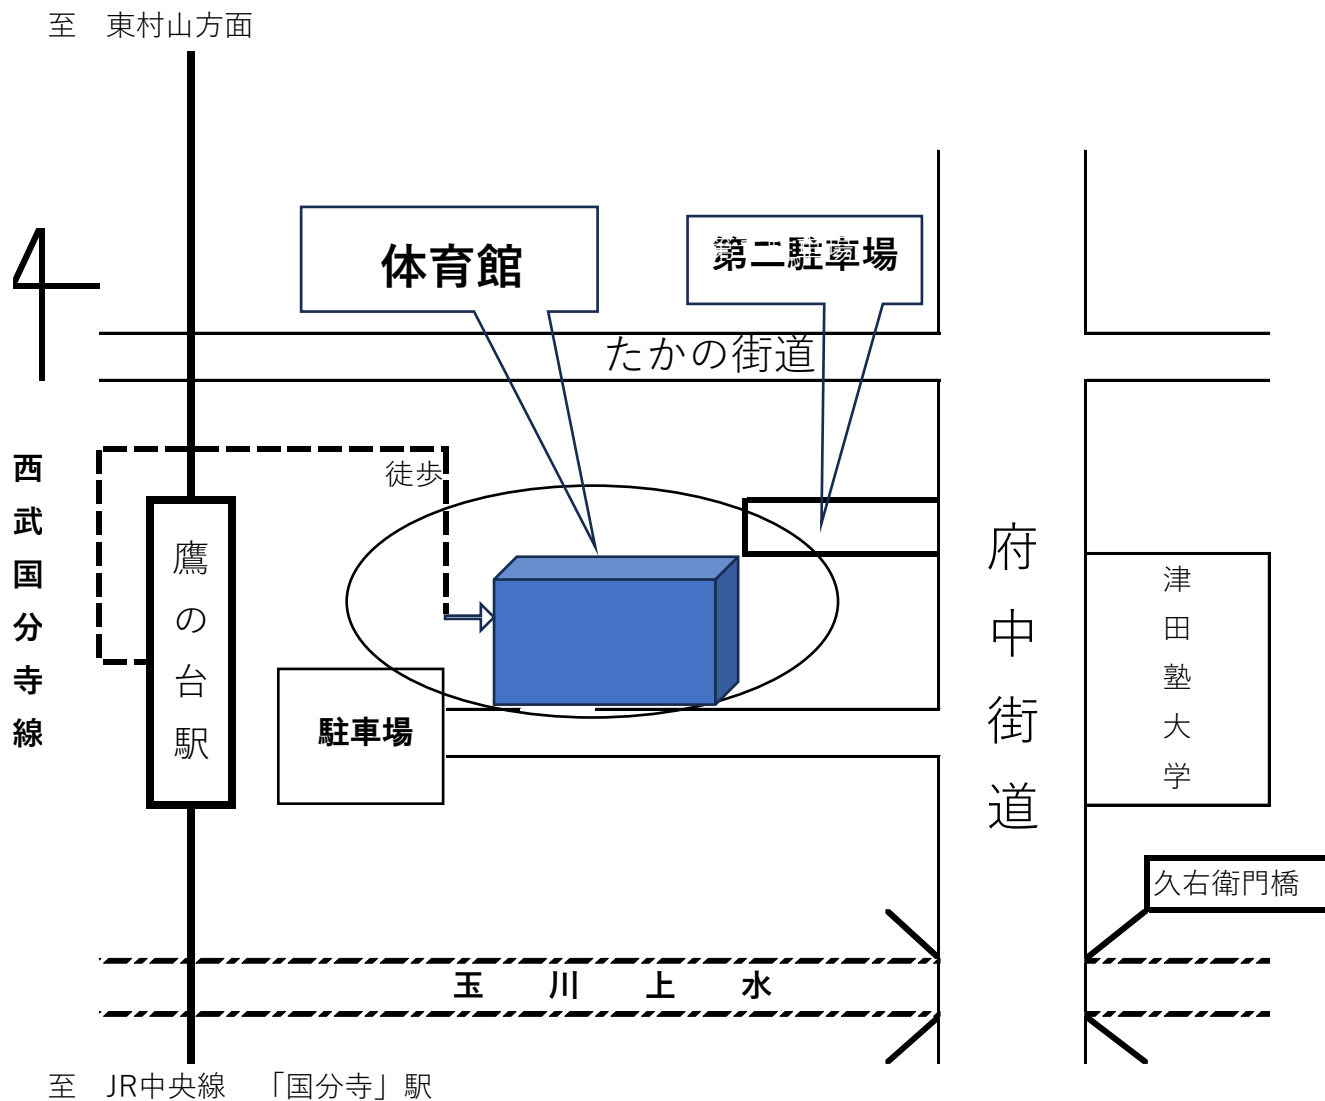 至　東村山方面
体育館
第二駐車場
たかの街道
徒歩
西武国分寺線
鷹の台駅
府中街道
津田塾大学
駐車場
久右衛門橋
玉　川　上　水
至　JR中央線　「国分寺」駅